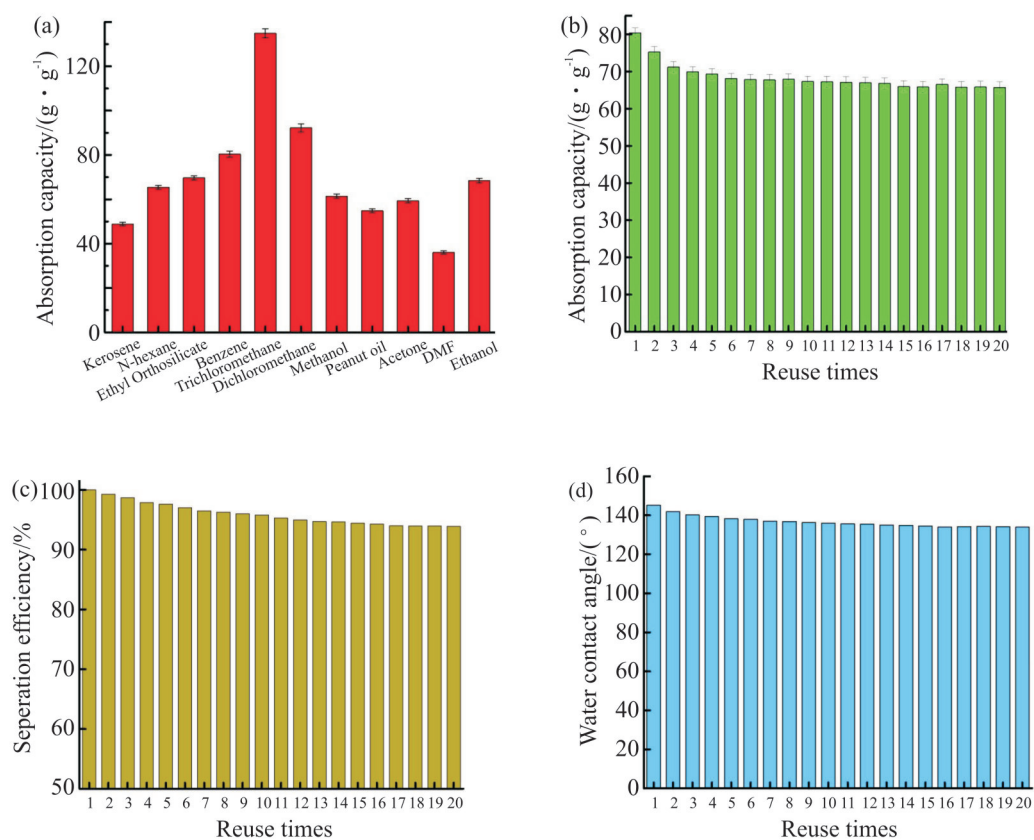 (a)
Absorption capacity/(g · g⁻¹)
120
80
40
0
Kerosene
N-hexane
Ethyl Orthosilicate
Benzene
Trichloromethane
Dichloromethane
Methanol
Peanut oil
Acetone
DMF
Ethanol
(b)
Absorption capacity/(g · g⁻¹)
80
70
60
50
40
30
20
10
0
1 2 3 4 5 6 7 8 9 10 11 12 13 14 15 16 17 18 19 20
Reuse times
(c)
Seperation efficiency/%
100
90
80
70
60
50
1 2 3 4 5 6 7 8 9 10 11 12 13 14 15 16 17 18 19 20
Reuse times
(d)
Water contact angle/(°)
160
140
120
100
80
60
40
20
0
1 2 3 4 5 6 7 8 9 10 11 12 13 14 15 16 17 18 19 20
Reuse times